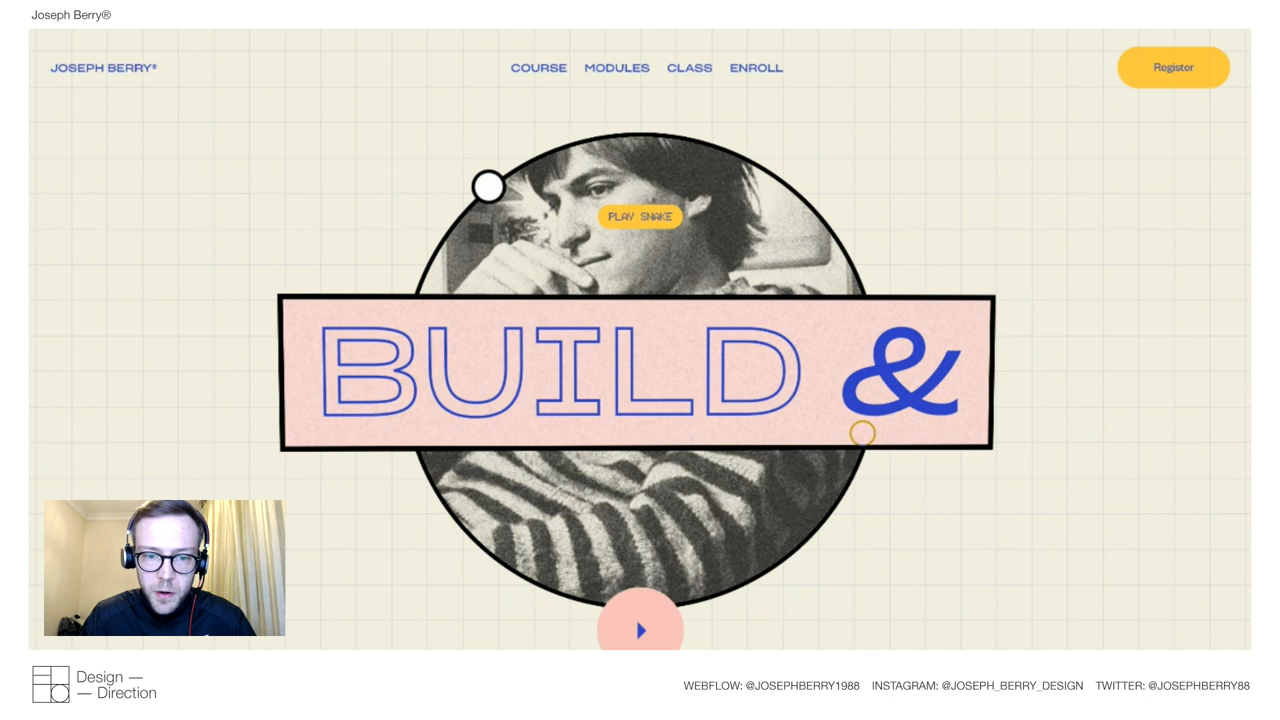 Joseph Berry®
JOSEPH BERRY®
COURSE MODULES CLASS ENROLL
Register
PLAY SNAKE
BUILD &
Design —
— Direction
WEBFLOW: @JOSEPHBERRY1988 INSTAGRAM: @JOSEPH_BERRY_DESIGN TWITTER: @JOSEPHBERRY88